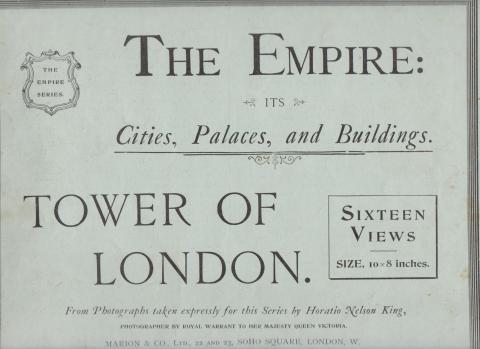 THE EMPIRE:
THE
EMPIRE
SERIES.
ITS
Cities, Palaces, and Buildings.
TOWER OF
LONDON.
SIXTEEN
VIEWS
SIZE, 10 × 8 inches.
From Photographs taken expressly for this Series by Horatio Nelson King,
PHOTOGRAPHER BY ROYAL WARRANT TO HER MAJESTY QUEEN VICTORIA.
MARION & CO., LTD., 22 AND 23, SOHO SQUARE, LONDON, W.